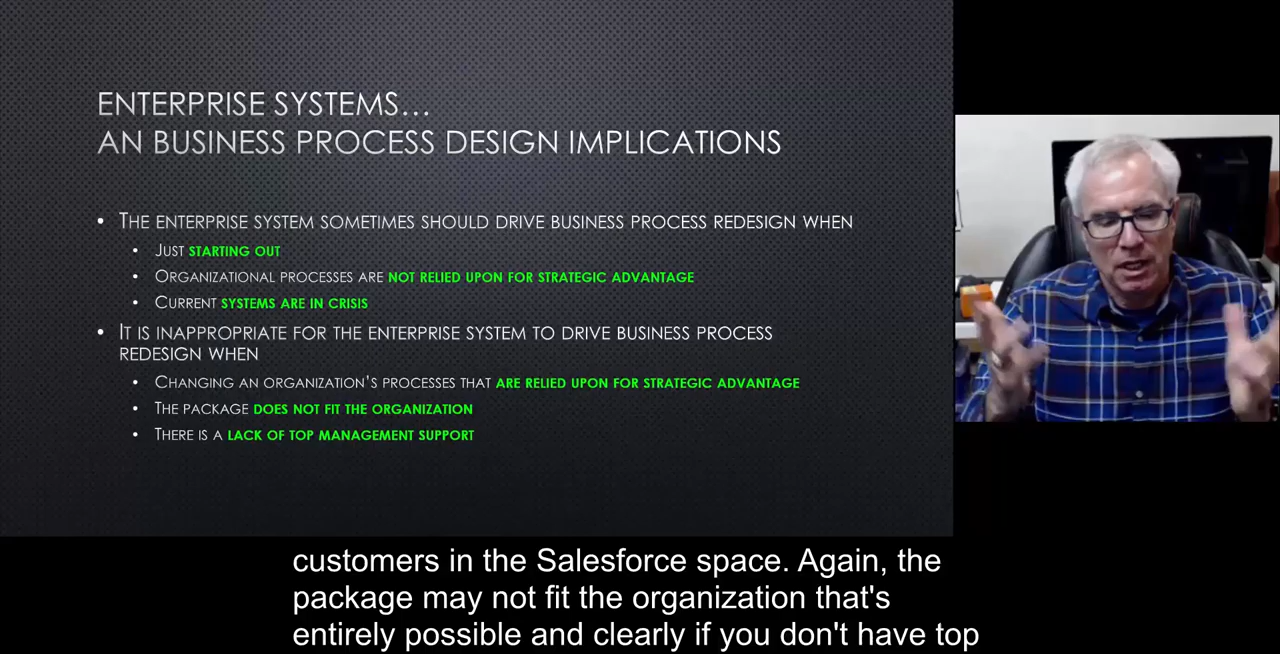 ENTERPRISE SYSTEMS…
AN BUSINESS PROCESS DESIGN IMPLICATIONS
• THE ENTERPRISE SYSTEM SOMETIMES SHOULD DRIVE BUSINESS PROCESS REDESIGN WHEN
• JUST STARTING OUT
• ORGANIZATIONAL PROCESSES ARE NOT RELIED UPON FOR STRATEGIC ADVANTAGE
• CURRENT SYSTEMS ARE IN CRISIS
• IT IS INAPPROPRIATE FOR THE ENTERPRISE SYSTEM TO DRIVE BUSINESS PROCESS
REDESIGN WHEN
• CHANGING AN ORGANIZATION'S PROCESSES THAT ARE RELIED UPON FOR STRATEGIC ADVANTAGE
• THE PACKAGE DOES NOT FIT THE ORGANIZATION
• THERE IS A LACK OF TOP MANAGEMENT SUPPORT
customers in the Salesforce space. Again, the
package may not fit the organization that's
entirely possible and clearly if you don't have top